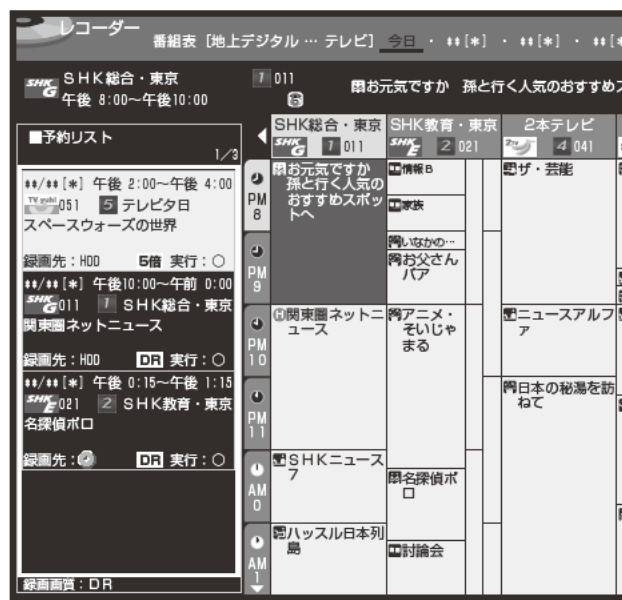 レコーダー
番組表 [地上デジタル … テレビ] 今日 ・ **[*] ・ **[*] ・ **[
SHK G SHK総合・東京
午後 8:00～午後10:00
1 011
問お元気ですか 孫と行く人気のおすすめス
■予約リスト
1/3
**/**[*] 午後 2:00～午後 4:00
051 5 テレビタ日
スペースウォーズの世界
録画先:HDD 5倍 実行:○
**/**[*] 午後10:00～午前 0:00
SHK G 011 1 SHK総合・東京
関東圏ネットニュース
録画先:HDD DR 実行:○
**/**[*] 午後 0:15～午後 1:15
SHK E 021 2 SHK教育・東京
名探偵ポロ
録画先: DR 実行:○
録画画質:DR
SHK総合・東京
SHK G 1 011
SHK教育・東京
SHK E 2 021
2本テレビ
4 041
PM
8
PM
9
PM
10
PM
11
AM
0
AM
1
お元気ですか
孫と行く人気の
おすすめスポッ
トへ
関東圏ネットニ
ュース
SHKニュース
7
ハッスル日本列
島
情報B
家族
いなかの…
お父さん
パア
アニメ・
そいじゃ
まる
名探偵ポ
ロ
討論会
ザ・芸能
ニュースアルフ
ァ
日本の秘湯を訪
ねて